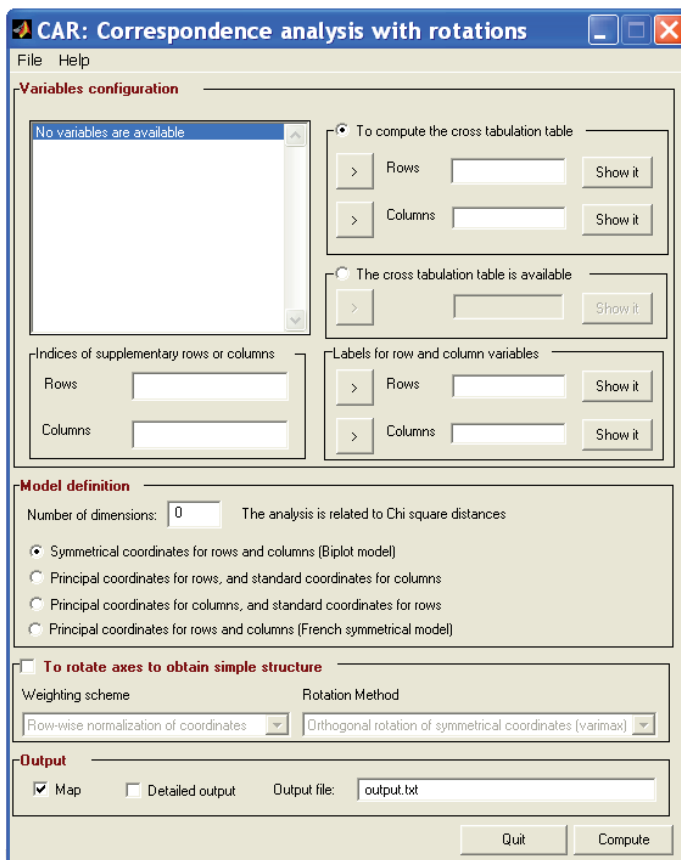 CAR: Correspondence analysis with rotations
File Help
Variables configuration
No variables are available
To compute the cross tabulation table
> Rows Show it
> Columns Show it
The cross tabulation table is available
> Show it
Indices of supplementary rows or columns
Rows
Columns
Labels for row and column variables
> Rows Show it
> Columns Show it
Model definition
Number of dimensions: 0 The analysis is related to Chi square distances
Symmetrical coordinates for rows and columns (Biplot model)
Principal coordinates for rows, and standard coordinates for columns
Principal coordinates for columns, and standard coordinates for rows
Principal coordinates for rows and columns (French symmetrical model)
To rotate axes to obtain simple structure
Weighting scheme Rotation Method
Row-wise normalization of coordinates Orthogonal rotation of symmetrical coordinates (varimax)
Output
Map Detailed output Output file: output.txt
Quit Compute